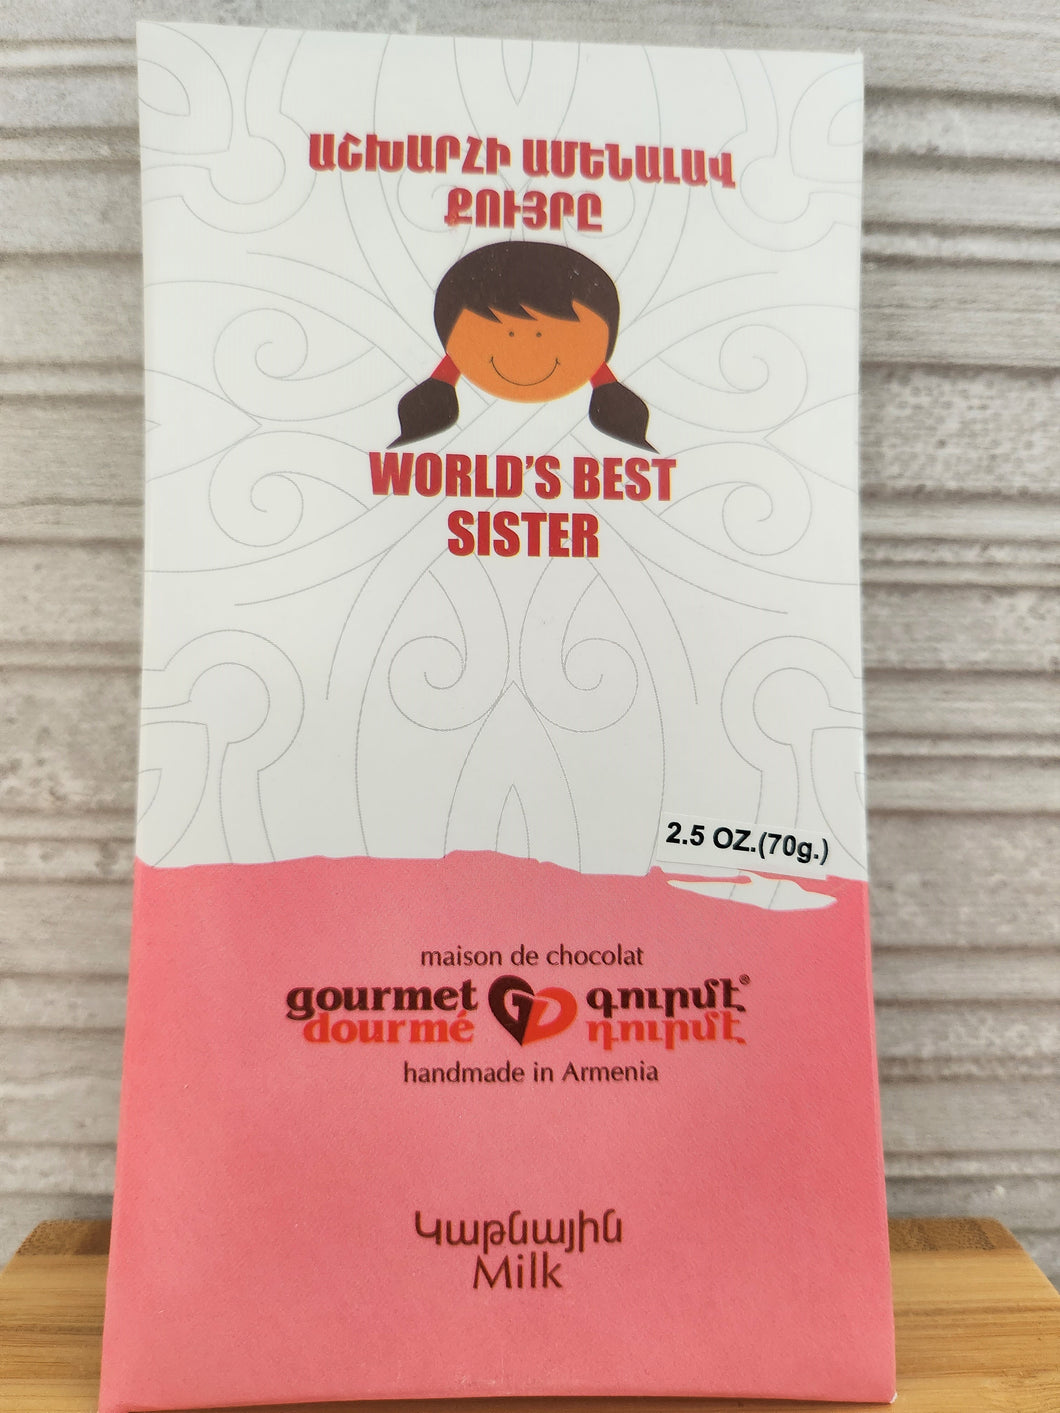 ԱՇԽԱՐՀԻ ԱՄԵՆԱԼԱՎ
ՔՈՒՅՐԸ
WORLD'S BEST
SISTER
2.5 OZ.(70g.)
maison de chocolat
gourmet GD գուրմէ®
dourmé դուրմէ
handmade in Armenia
Կաթնային
Milk